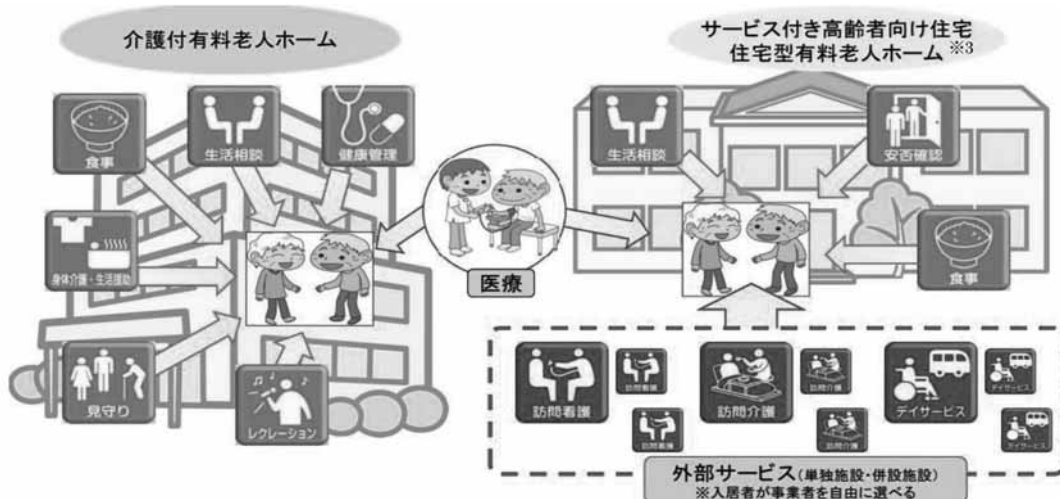 介護付有料老人ホーム
食事
生活相談
健康管理
身体介護・生活援助
見守り
レクレーション
医療
サービス付き高齢者向け住宅
住宅型有料老人ホーム※3
生活相談
安否確認
食事
訪問看護
訪問看護
訪問看護
訪問介護
訪問介護
訪問介護
デイサービス
デイサービス
デイサービス
外部サービス(単独施設・併設施設)
※入居者が事業者を自由に選べる